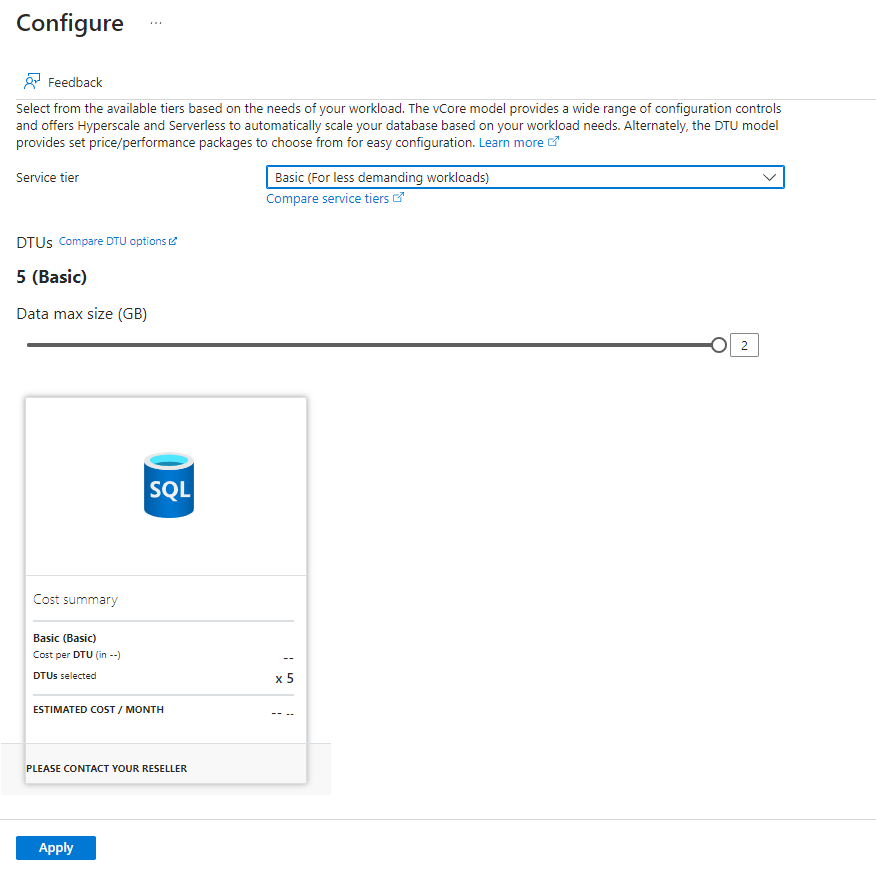 Configure ...
Feedback
Select from the available tiers based on the needs of your workload. The vCore model provides a wide range of configuration controls
and offers Hyperscale and Serverless to automatically scale your database based on your workload needs. Alternately, the DTU model
provides set price/performance packages to choose from for easy configuration. Learn more
Service tier
Basic (For less demanding workloads)
Compare service tiers
DTUs Compare DTU options
5 (Basic)
Data max size (GB)
2
SQL
Cost summary
Basic (Basic)
Cost per DTU (in --) --
DTUs selected x 5
ESTIMATED COST / MONTH -- --
PLEASE CONTACT YOUR RESELLER
Apply